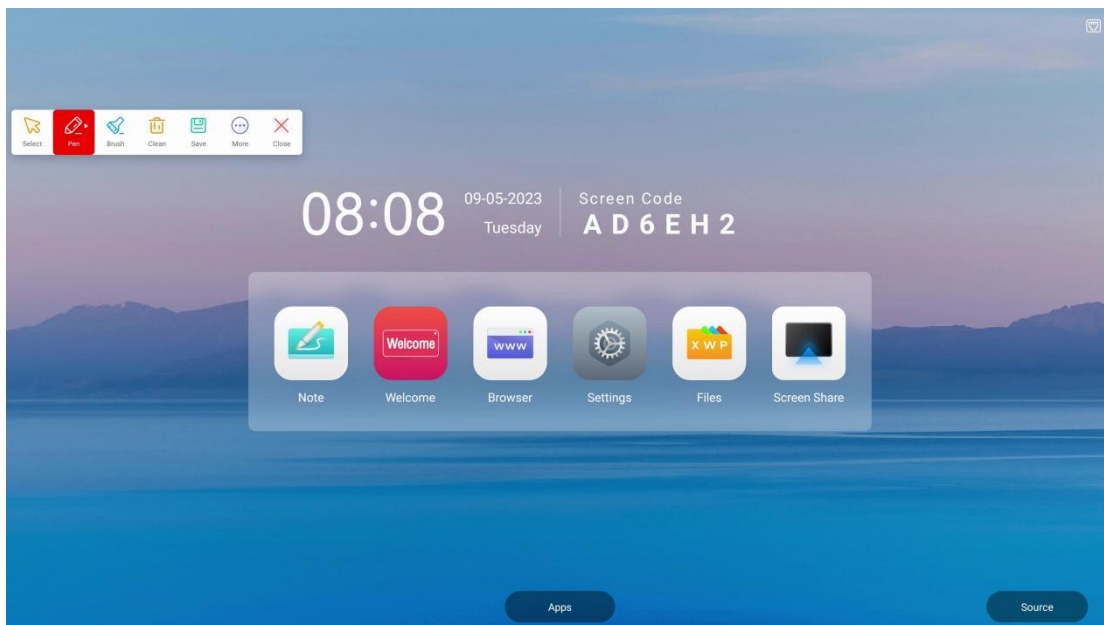 Select Pen Brush Clean Save More Close
08:08
09-05-2023
Tuesday
Screen Code
AD6EH2
Welcome
www
X W P
Note Welcome Browser Settings Files Screen Share
Apps
Source